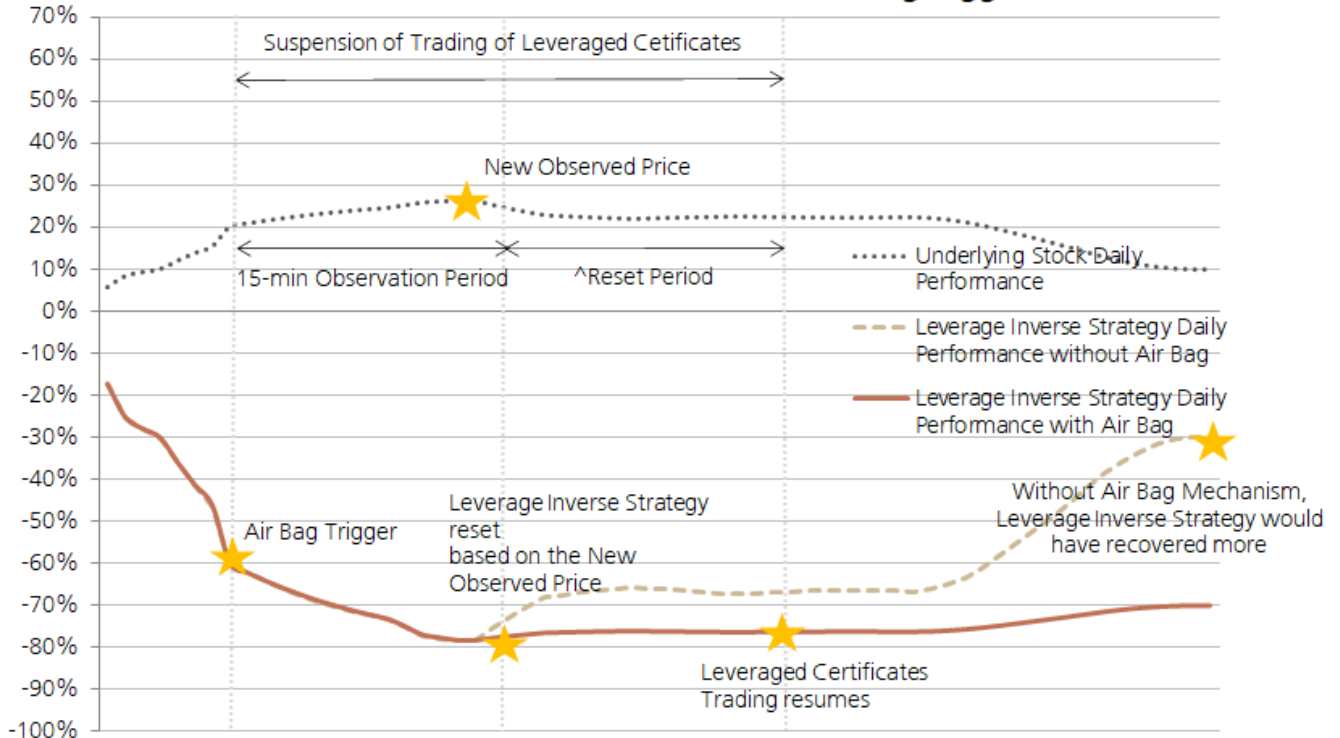 70%
Suspension of Trading of Leveraged Cetificates
60%
50%
40%
New Observed Price
30%
20%
15-min Observation Period
^Reset Period
10%
0%
-10%
-20%
-30%
-40%
-50%
-60%
-70%
-80%
-90%
-100%
Underlying Stock Daily
Performance
Leverage Inverse Strategy Daily
Performance without Air Bag
Leverage Inverse Strategy Daily
Performance with Air Bag
Air Bag Trigger
Leverage Inverse Strategy
reset
based on the New
Observed Price
Without Air Bag Mechanism,
Leverage Inverse Strategy would
have recovered more
Leveraged Certificates
Trading resumes